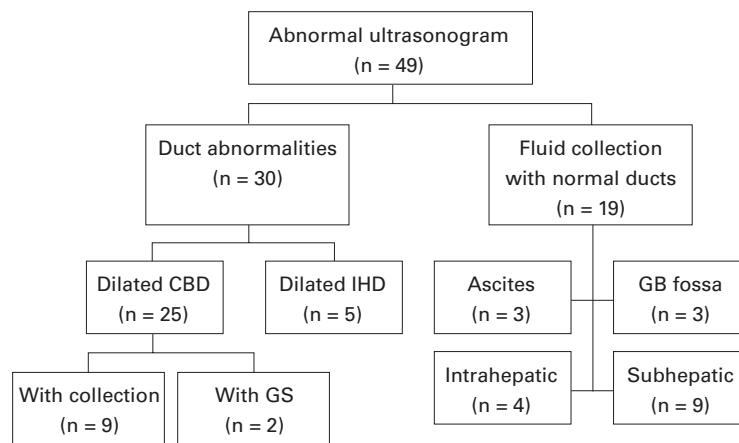 Abnormal ultrasonogram
(n = 49)
Duct abnormalities
(n = 30)
Fluid collection
with normal ducts
(n = 19)
Dilated CBD
(n = 25)
Dilated IHD
(n = 5)
Ascites
(n = 3)
GB fossa
(n = 3)
With collection
(n = 9)
With GS
(n = 2)
Intrahepatic
(n = 4)
Subhepatic
(n = 9)